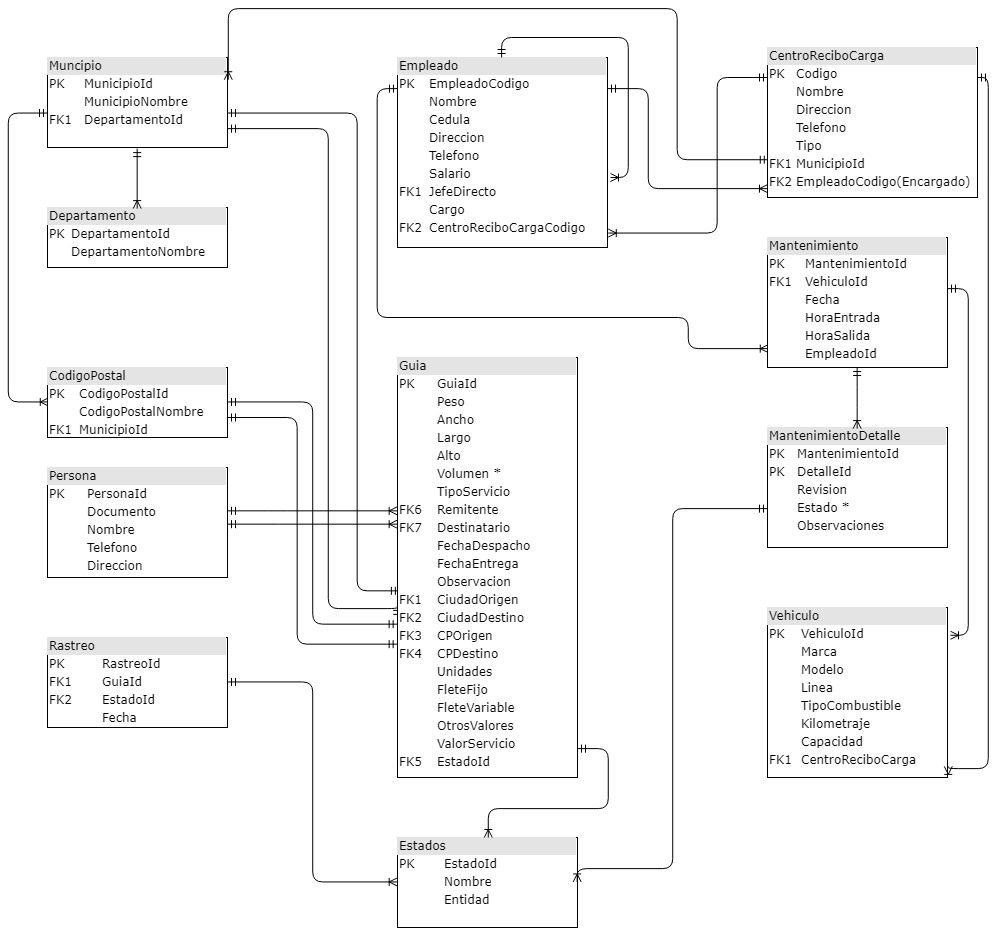 Muncipio
PK MunicipioId
MunicipioNombre
FK1 DepartamentoId
Departamento
PK DepartamentoId
DepartamentoNombre
CodigoPostal
PK CodigoPostalId
CodigoPostalNombre
FK1 MunicipioId
Persona
PK PersonaId
Documento
Nombre
Telefono
Direccion
Rastreo
PK RastreoId
FK1 GuiaId
FK2 EstadoId
Fecha
Empleado
PK EmpleadoCodigo
Nombre
Cedula
Direccion
Telefono
Salario
FK1 JefeDirecto
Cargo
FK2 CentroReciboCargaCodigo
Guia
PK GuiaId
Peso
Ancho
Largo
Alto
Volumen *
TipoServicio
FK6 Remitente
FK7 Destinatario
FechaDespacho
FechaEntrega
Observacion
FK1 CiudadOrigen
FK2 CiudadDestino
FK3 CPOrigen
FK4 CPDestino
Unidades
FleteFijo
FleteVariable
OtrosValores
ValorServicio
FK5 EstadoId
Estados
PK EstadoId
Nombre
Entidad
CentroReciboCarga
PK Codigo
Nombre
Direccion
Telefono
Tipo
FK1 MunicipioId
FK2 EmpleadoCodigo(Encargado)
Mantenimiento
PK MantenimientoId
FK1 VehiculoId
Fecha
HoraEntrada
HoraSalida
EmpleadoId
MantenimientoDetalle
PK MantenimientoId
PK DetalleId
Revision
Estado *
Observaciones
Vehiculo
PK VehiculoId
Marca
Modelo
Linea
TipoCombustible
Kilometraje
Capacidad
FK1 CentroReciboCarga